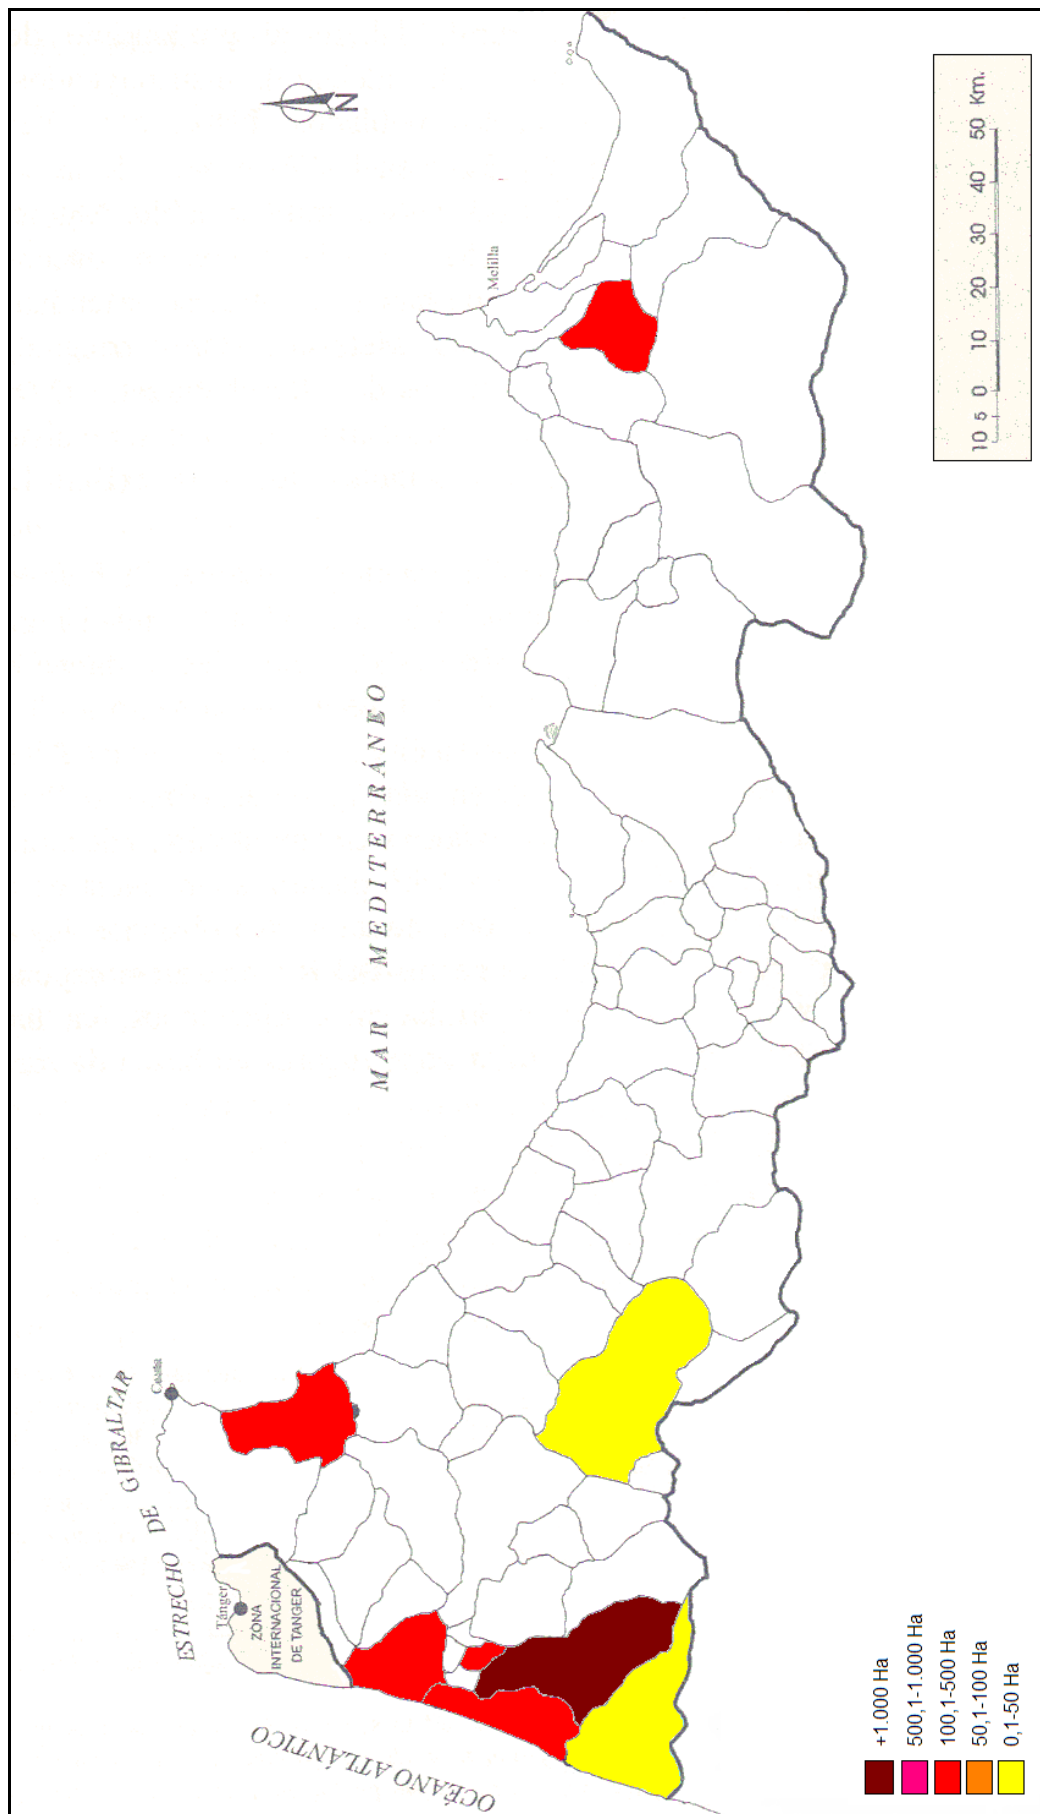 ESTRECHO DE GIBRALTAR
Ceuta
Tánger
ZONA
INTERNACIONAL
DE TANGER
OCÉANO ATLÁNTICO
MAR MEDITERRÁNEO
Melilla
N
+1.000 Ha
500,1-1.000 Ha
100,1-500 Ha
50,1-100 Ha
0,1-50 Ha
10 5 0 10 20 30 40 50 Km.